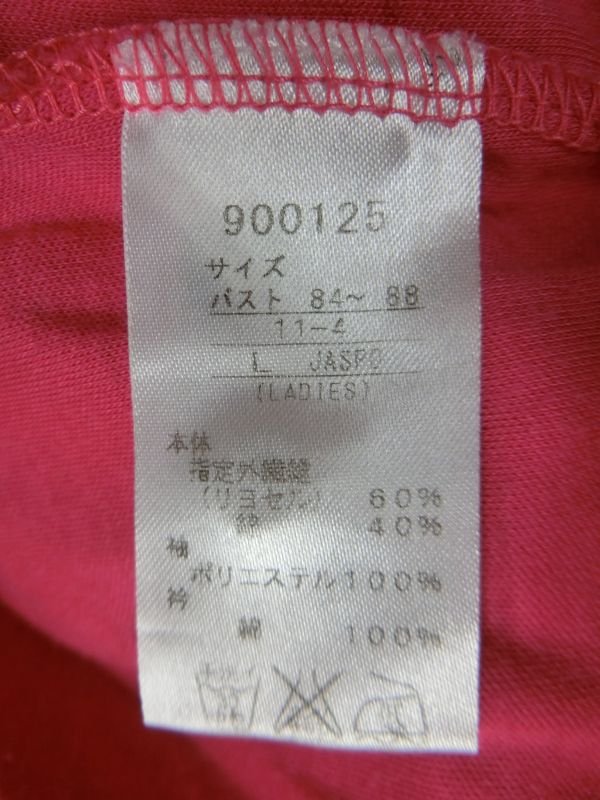 900125
サイズ
バスト 84～ 88
11-4
L JASPO
(LADIES)
本体
指定外繊維
(リヨセル) 60%
綿 40%
袖
ポリエステル100%
衿
綿 100%